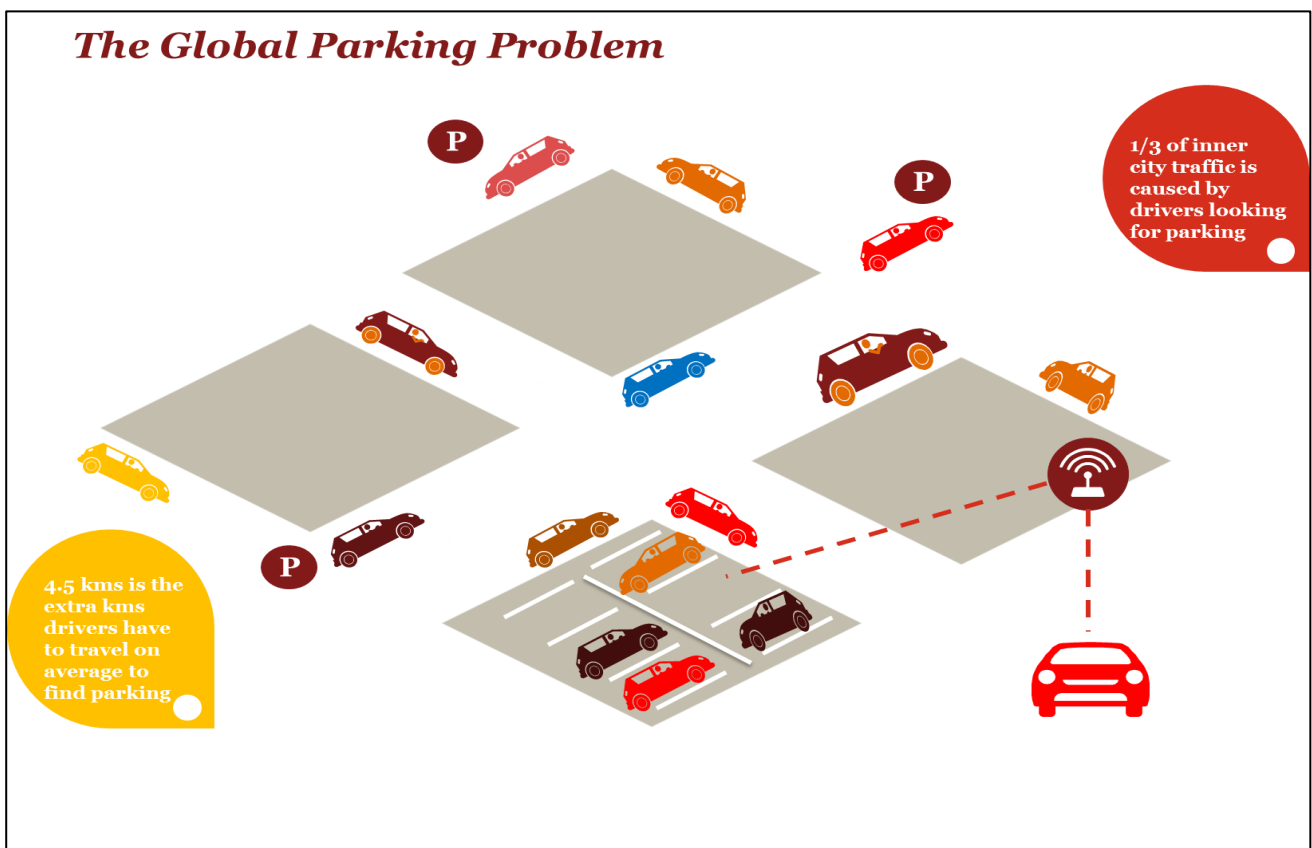 The Global Parking Problem
P
P
1/3 of inner
city traffic is
caused by
drivers looking
for parking
P
4.5 kms is the
extra kms
drivers have
to travel on
average to
find parking